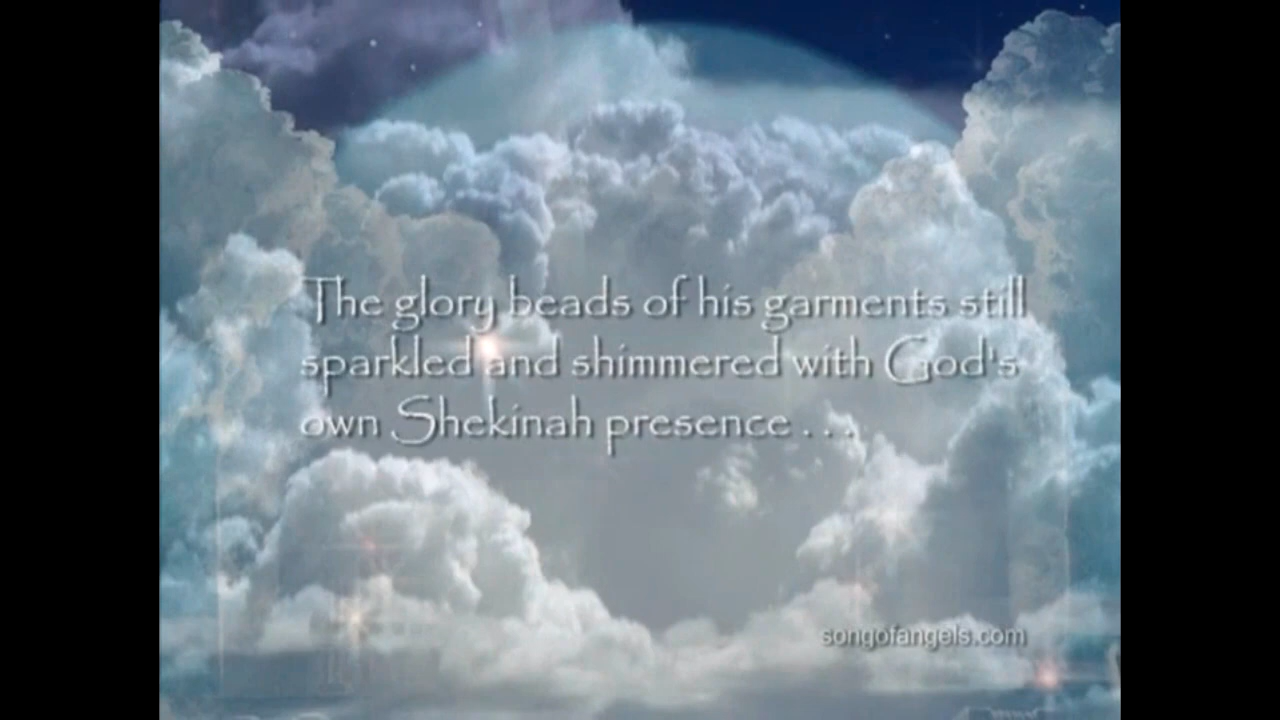 The glory beads of his garments still
sparkled and shimmered with God's
own Shekinah presence . . .
songofangels.com